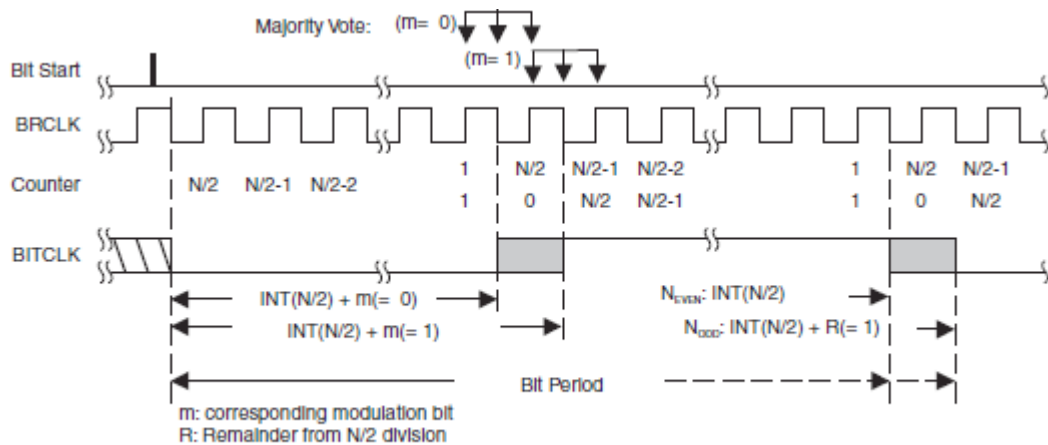 Majority Vote: (m= 0)
(m= 1)
Bit Start
BRCLK
Counter
N/2 N/2-1 N/2-2 1 N/2 N/2-1 N/2-2 1 N/2 N/2-1
1 0 N/2 N/2-1 1 0 N/2
BITCLK
INT(N/2) + m(= 0) NEVEN: INT(N/2)
INT(N/2) + m(= 1) NODD: INT(N/2) + R(= 1)
Bit Period
m: corresponding modulation bit
R: Remainder from N/2 division